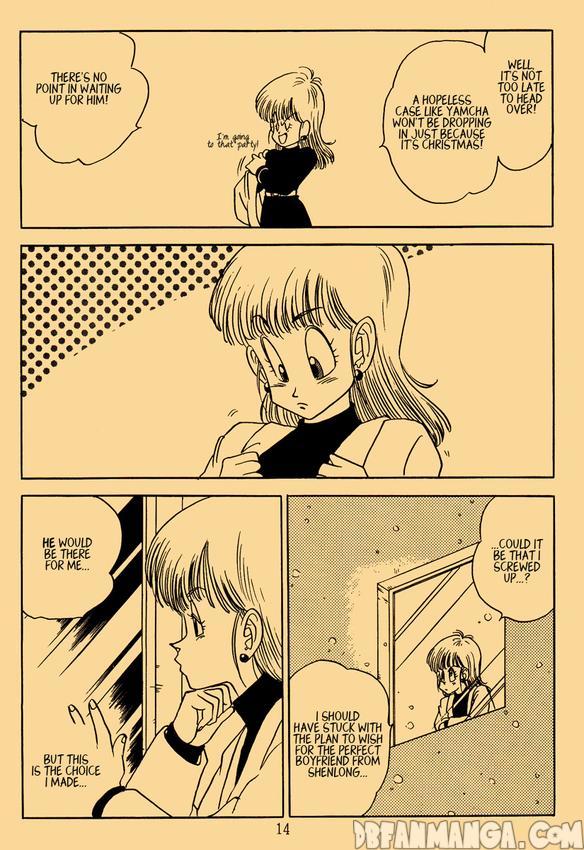 WELL,
IT'S NOT
TOO LATE
TO HEAD
OVER!
A HOPELESS
CASE LIKE YAMCHA
WON'T BE DROPPING
IN JUST BECAUSE
IT'S CHRISTMAS!
I'm going
to that party!
THERE'S NO
POINT IN WAITING
UP FOR HIM!
...COULD IT
BE THAT I
SCREWED
UP...?
I SHOULD
HAVE STUCK WITH
THE PLAN TO WISH
FOR THE PERFECT
BOYFRIEND FROM
SHENLONG...
HE WOULD
BE THERE
FOR ME...
BUT THIS
IS THE CHOICE
I MADE...
14
DBFANMANGA.COM